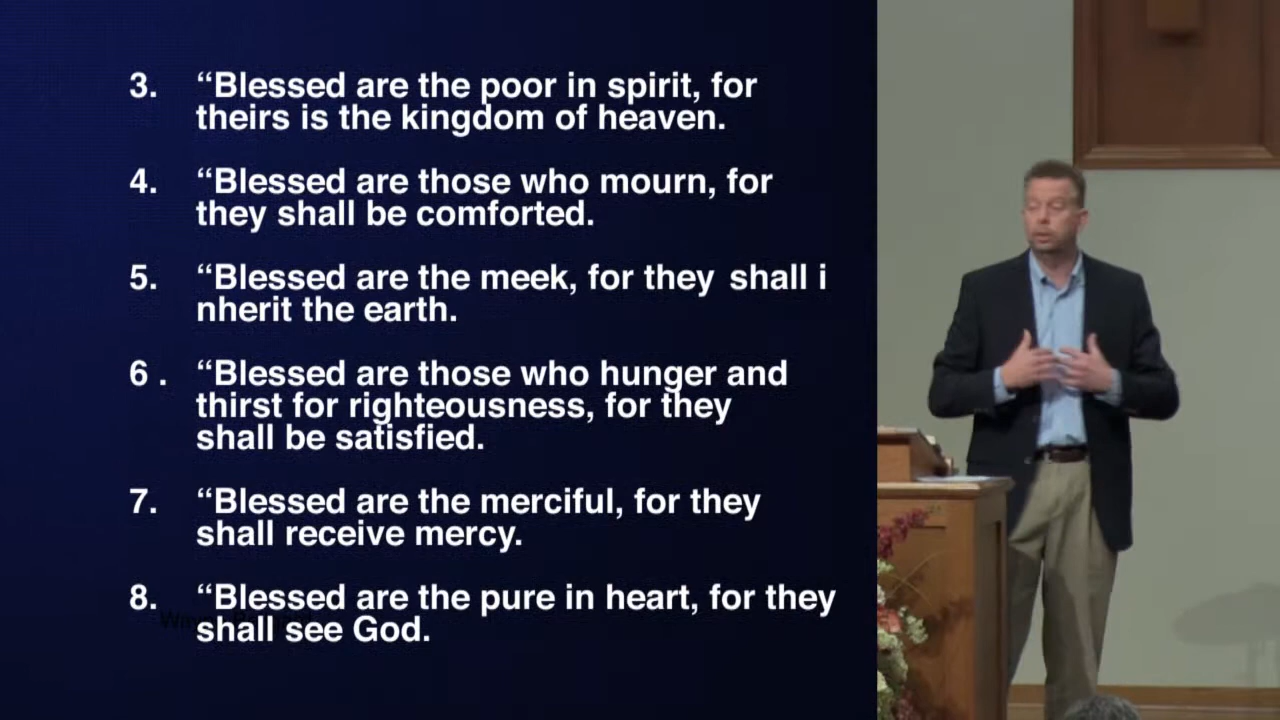 3. “Blessed are the poor in spirit, for
theirs is the kingdom of heaven.
4. “Blessed are those who mourn, for
they shall be comforted.
5. “Blessed are the meek, for they shall i
nherit the earth.
6 . “Blessed are those who hunger and
thirst for righteousness, for they
shall be satisfied.
7. “Blessed are the merciful, for they
shall receive mercy.
8. “Blessed are the pure in heart, for they
shall see God.